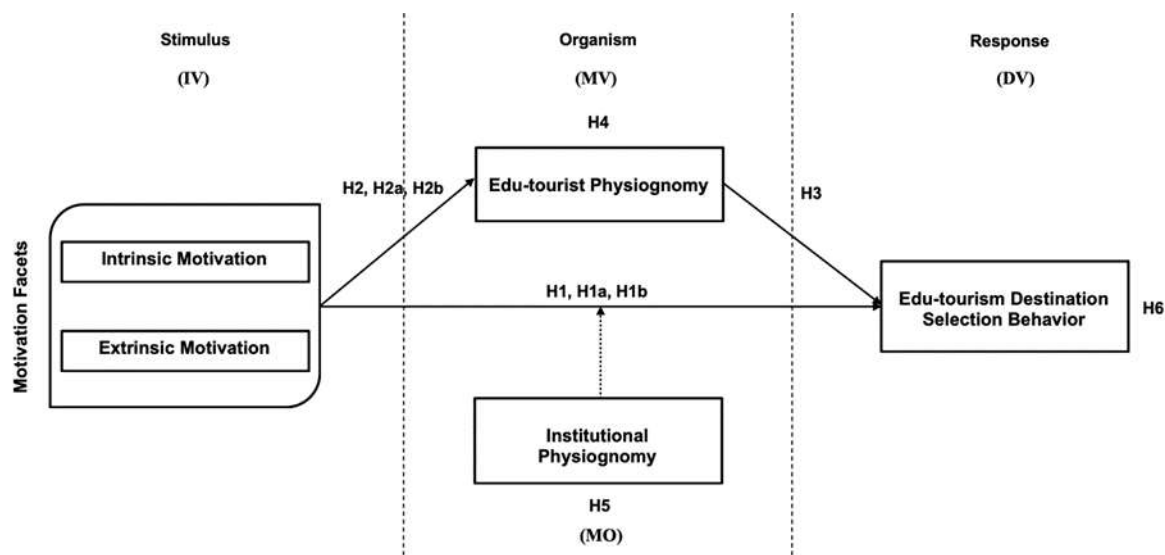 Stimulus
(IV)
Organism
(MV)
Response
(DV)
H4
Edu-tourist Physiognomy
H2, H2a, H2b
H3
Motivation Facets
Intrinsic Motivation
Extrinsic Motivation
H1, H1a, H1b
Edu-tourism Destination
Selection Behavior
H6
Institutional
Physiognomy
H5
(MO)